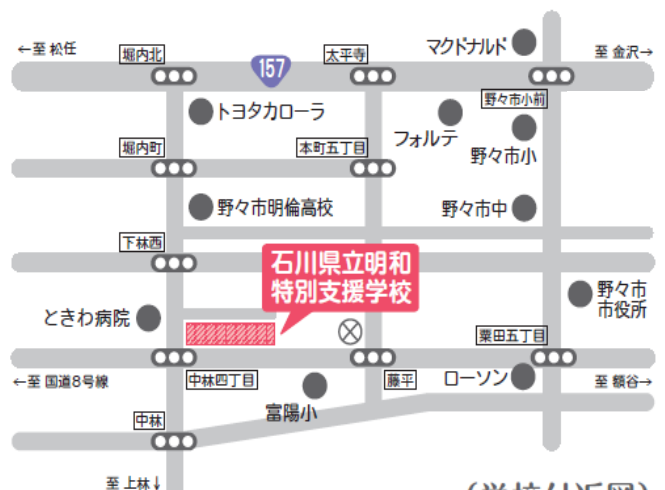 マクドナルド
←至 松任
堀内北
157
太平寺
至 金沢→
トヨタカローラ
フォルテ
野々市小前
野々市小
堀内町
本町五丁目
野々市明倫高校
野々市中
下林西
石川県立明和
特別支援学校
野々市
市役所
ときわ病院
粟田五丁目
←至 国道8号線
中林四丁目
藤平
ローソン
至 額谷→
富陽小
中林
至 上林↓